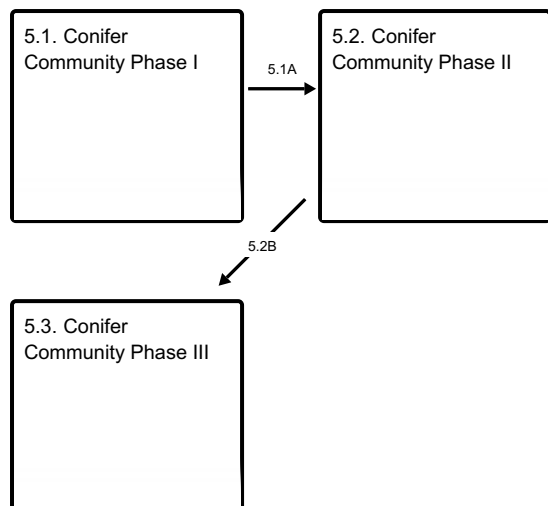 5.1. Conifer
Community Phase I
5.1A
5.2. Conifer
Community Phase II
5.2B
5.3. Conifer
Community Phase III